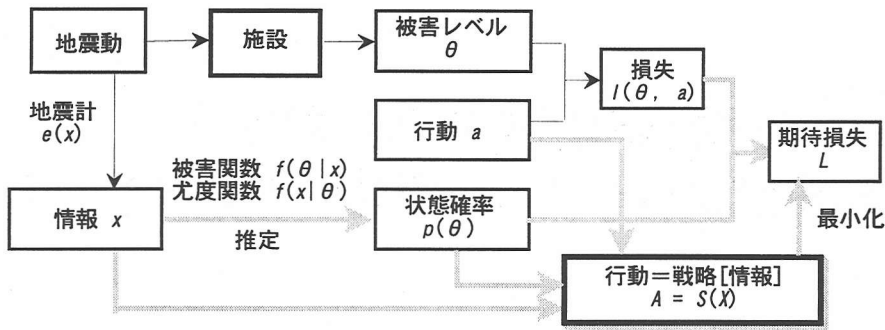 地震動
施設
被害レベル
θ
損失
l(θ, a)
地震計
e(x)
行動 a
期待損失
L
被害関数 f(θ|x)
尤度関数 f(x|θ)
情報 x
推定
状態確率
p(θ)
最小化
行動=戦略[情報]
A = S(X)